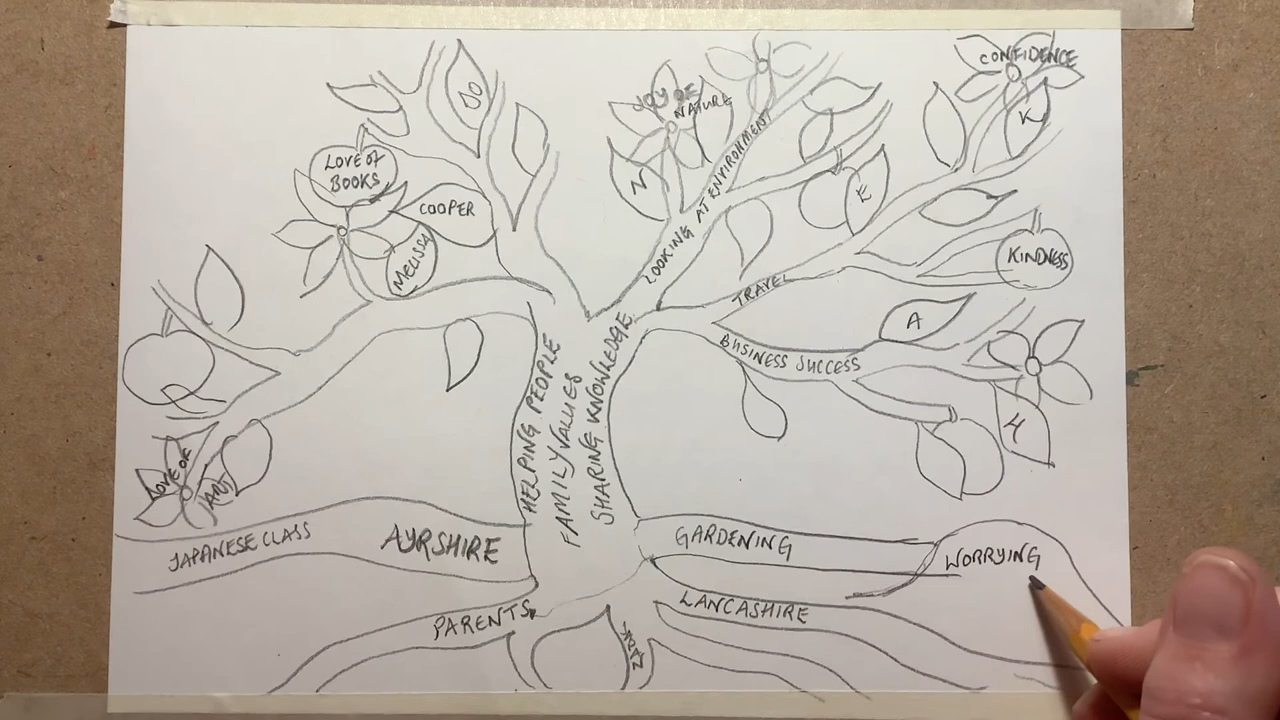 CONFIDENCE
JOY OF
NATURE
DO
K
LOVE OF
BOOKS
COOPER
MELISSA
N
E
LOOKING AT ENVIRONMENT
KINDNESS
TRAVEL
A
BUSINESS SUCCESS
H
HELPING PEOPLE
FAMILY VALUES
SHARING KNOWLEDGE
LOVE OF
ART
JAPANESE CLASS
AYRSHIRE
GARDENING
WORRYING
PARENTS
LANCASHIRE